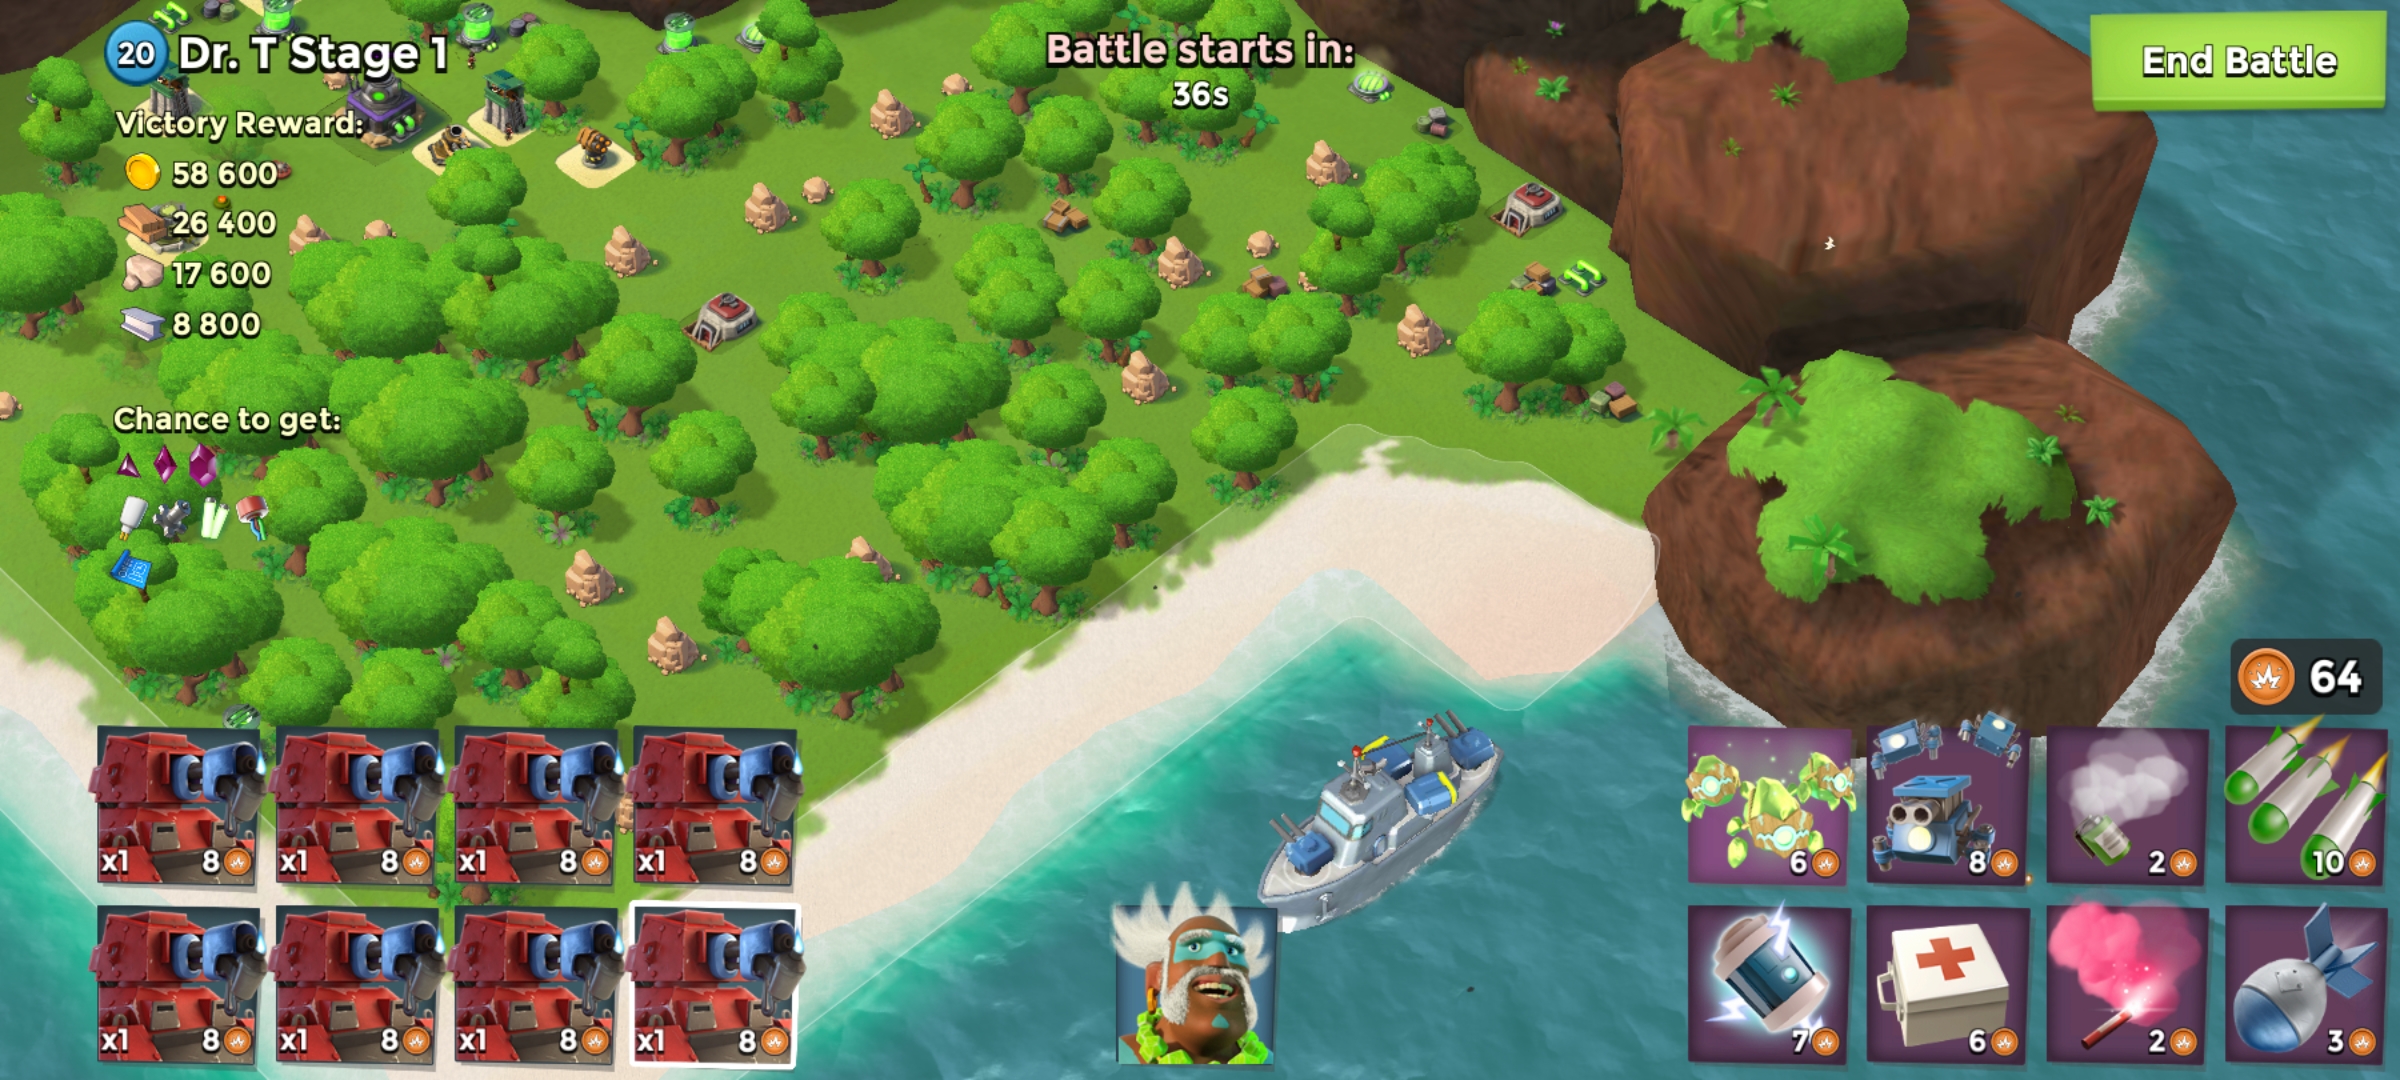 20 Dr. T Stage 1
Victory Reward:
58 600
26 400
17 600
8 800
Chance to get:
Battle starts in:
36s
End Battle
64
x1 8
x1 8
x1 8
x1 8
6
8
2
10
x1 8
x1 8
x1 8
x1 8
7
6
2
3